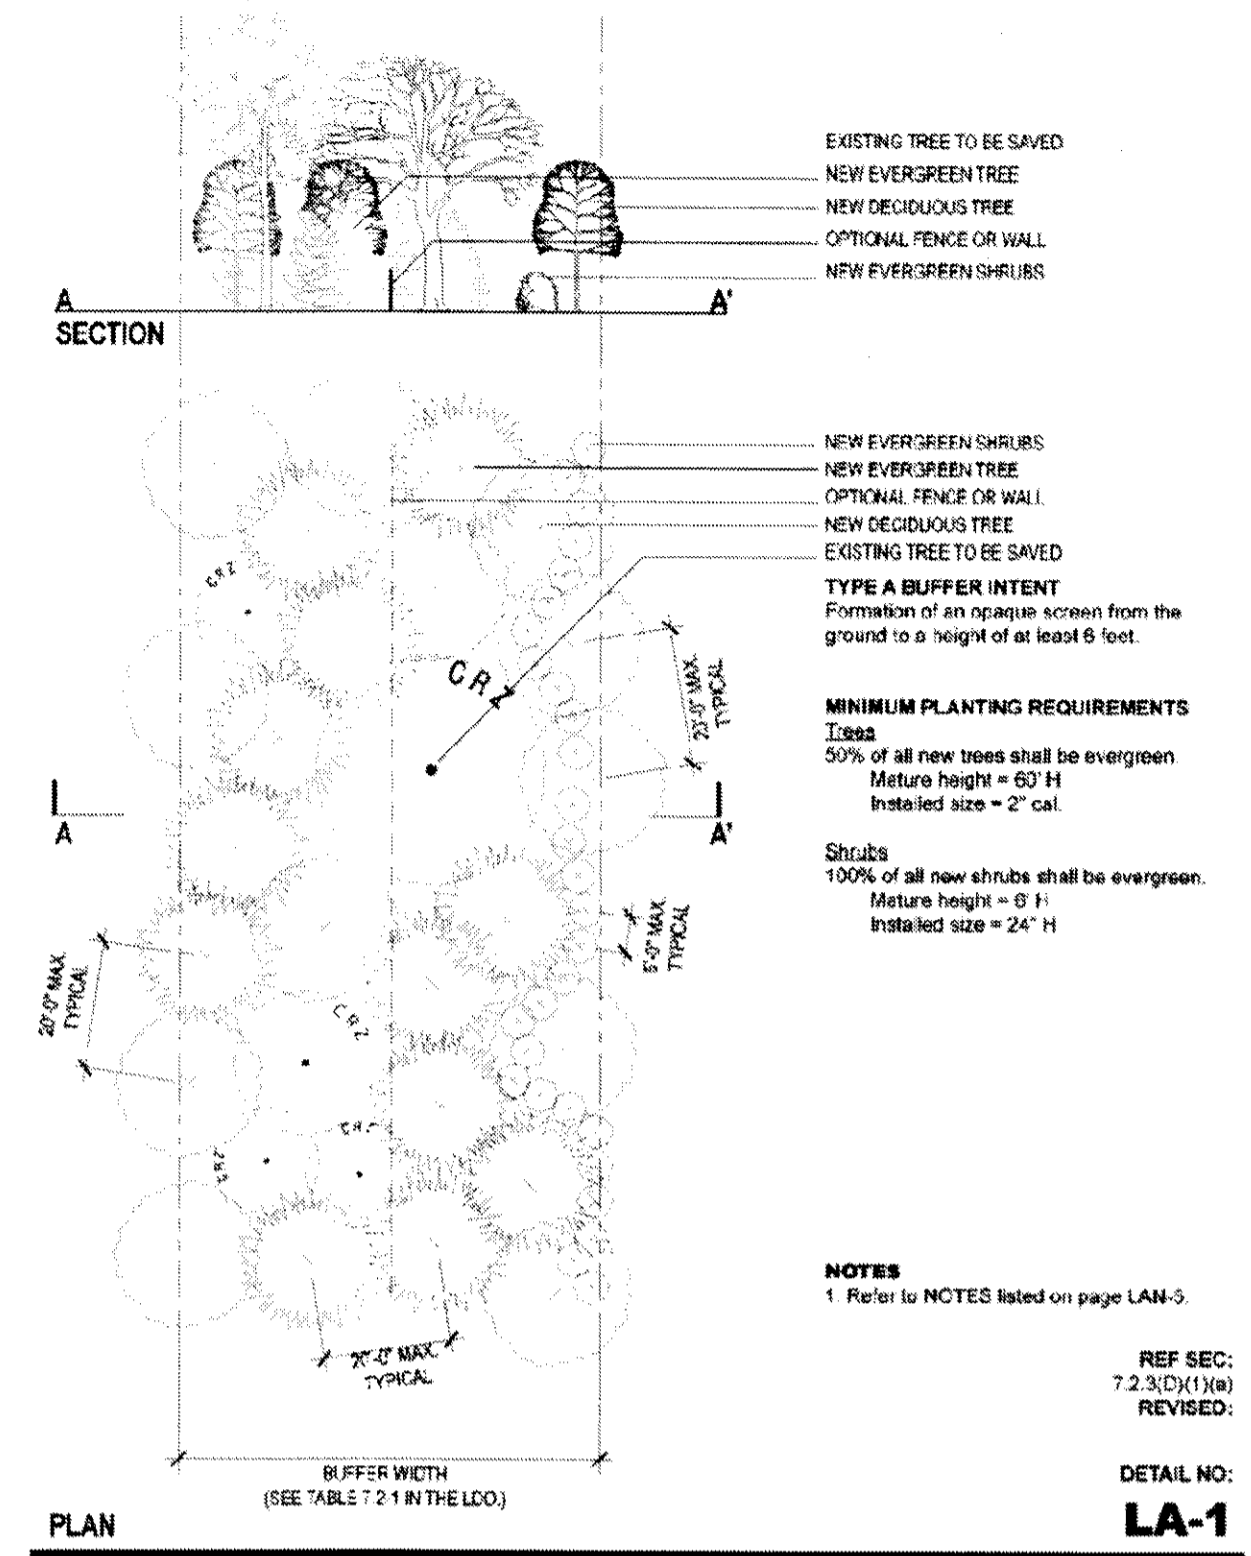 EXISTING TREE TO BE SAVED
NEW EVERGREEN TREE
NEW DECIDUOUS TREE
OPTIONAL FENCE OR WALL
NEW EVERGREEN SHRUBS
A
A'
SECTION
NEW EVERGREEN SHRUBS
NEW EVERGREEN TREE
OPTIONAL FENCE OR WALL
NEW DECIDUOUS TREE
EXISTING TREE TO BE SAVED
CRZ
TYPE A BUFFER INTENT
Formation of an opaque screen from the
ground to a height of at least 6 feet.
CRZ
20'-0" MAX.
TYPICAL
MINIMUM PLANTING REQUIREMENTS
Trees
50% of all new trees shall be evergreen.
Mature height = 60' H
Installed size = 2" cal.
A
A'
Shrubs
100% of all new shrubs shall be evergreen.
Mature height = 6' H
Installed size = 24" H
5'-0" MAX.
TYPICAL
20'-0" MAX.
TYPICAL
CRZ
CRZ
CRZ
NOTES
1. Refer to NOTES listed on page LAN-5.
20'-0" MAX.
TYPICAL
REF SEC:
7.2.3(D)(1)(a)
REVISED:
BUFFER WIDTH
(SEE TABLE 7.2-1 IN THE LDO.)
DETAIL NO:
LA-1
PLAN